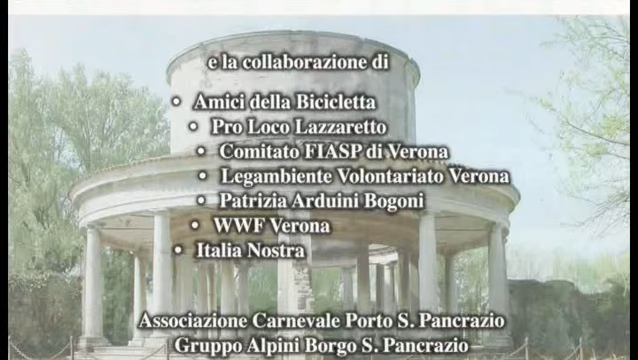 e la collaborazione di
• Amici della Bicicletta
• Pro Loco Lazzaretto
• Comitato FIASP di Verona
• Legambiente Volontariato Verona
• Patrizia Arduini Bogoni
• WWF Verona
• Italia Nostra
Associazione Carnevale Porto S. Pancrazio
Gruppo Alpini Borgo S. Pancrazio